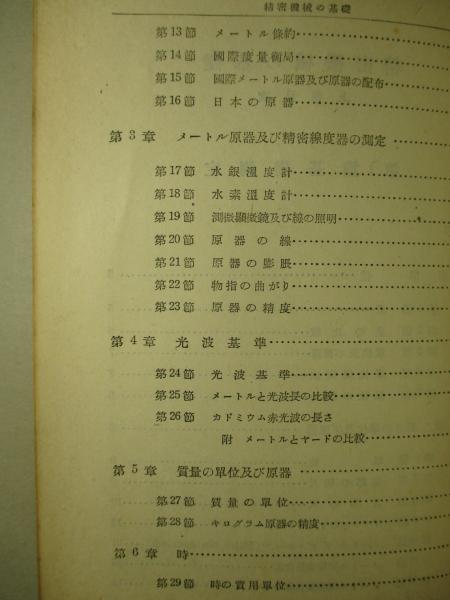 精密機械の基礎
第13節 メートル條約
第14節 國際度量衡局
第15節 國際メートル原器及び原器の配布
第16節 日本の原器
第3章 メートル原器及び精密線度器の測定
第17節 水銀溫度計
第18節 水素溫度計
第19節 測微顯微鏡及び線の照明
第20節 原器の線
第21節 原器の膨脹
第22節 物指の曲がり
第23節 原器の精度
第4章 光波基準
第24節 光波基準
第25節 メートルと光波長の比較
第26節 カドミウム赤光波の長さ
附 メートルとヤードの比較
第5章 質量の單位及び原器
第27節 質量の單位
第28節 キログラム原器の精度
第6章 時
第29節 時の實用單位